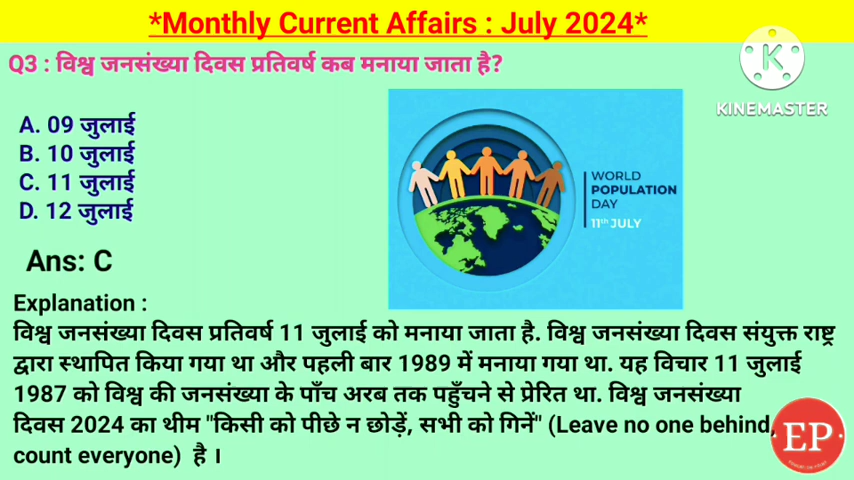 *Monthly Current Affairs : July 2024*
Q3 : विश्व जनसंख्या दिवस प्रतिवर्ष कब मनाया जाता है?
K
KINEMASTER
A. 09 जुलाई
B. 10 जुलाई
C. 11 जुलाई
D. 12 जुलाई
WORLD
POPULATION
DAY
11th JULY
Ans: C
Explanation :
विश्व जनसंख्या दिवस प्रतिवर्ष 11 जुलाई को मनाया जाता है. विश्व जनसंख्या दिवस संयुक्त राष्ट्र
द्वारा स्थापित किया गया था और पहली बार 1989 में मनाया गया था. यह विचार 11 जुलाई
1987 को विश्व की जनसंख्या के पाँच अरब तक पहुँचने से प्रेरित था. विश्व जनसंख्या
दिवस 2024 का थीम "किसी को पीछे न छोड़ें, सभी को गिनें" (Leave no one behind,
count everyone) है ।
EP